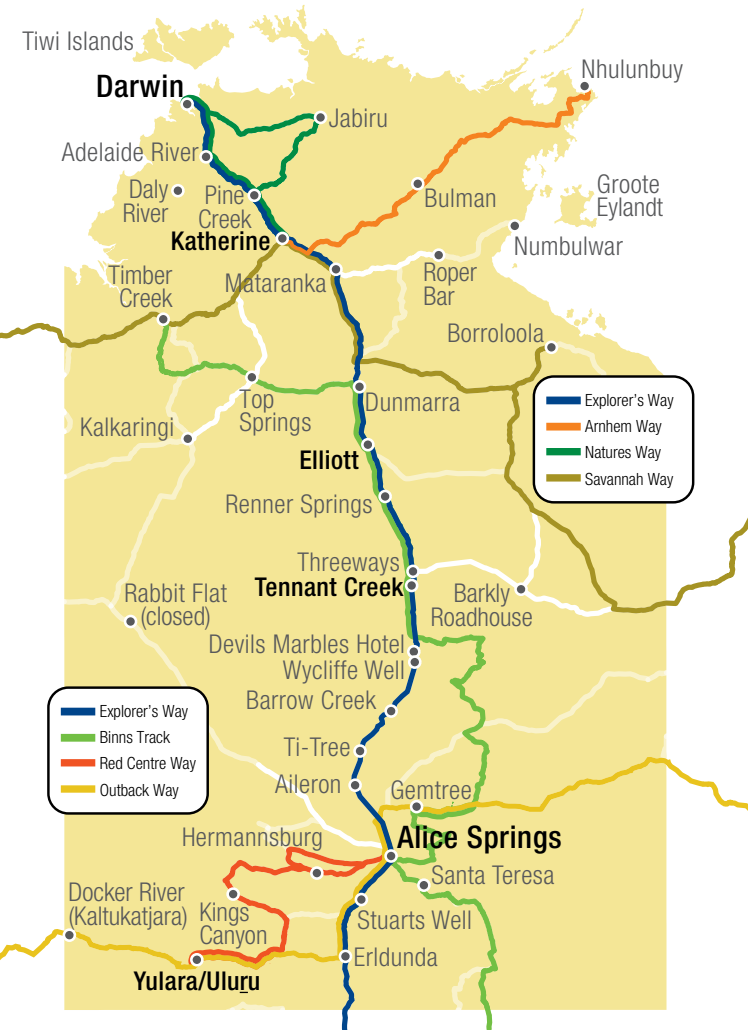 Tiwi Islands
Nhulunbuy
Darwin
Jabiru
Adelaide River
Daly
River
Pine
Creek
Bulman
Groote
Eylandt
Katherine
Numbulwar
Timber
Creek
Mataranka
Roper
Bar
Borroloola
Top
Springs
Dunmarra
Kalkaringi
Explorer's Way
Arnhem Way
Natures Way
Savannah Way
Elliott
Renner Springs
Threeways
Tennant Creek
Barkly
Roadhouse
Rabbit Flat
(closed)
Devils Marbles Hotel
Wycliffe Well
Barrow Creek
Explorer's Way
Binns Track
Red Centre Way
Outback Way
Ti-Tree
Aileron
Gemtree
Hermannsburg
Alice Springs
Santa Teresa
Docker River
(Kaltukatjara)
Kings
Canyon
Stuarts Well
Erldunda
Yulara/Uluṟu